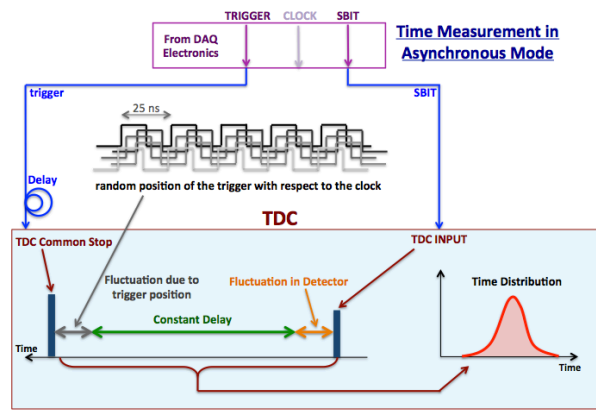 TRIGGER CLOCK SBIT
Time Measurement in
Asynchronous Mode
From DAQ
Electronics
trigger
SBIT
25 ns
Delay
random position of the trigger with respect to the clock
TDC
TDC Common Stop
TDC INPUT
Fluctuation due to
trigger position
Fluctuation in Detector
Time Distribution
Constant Delay
Time
Time